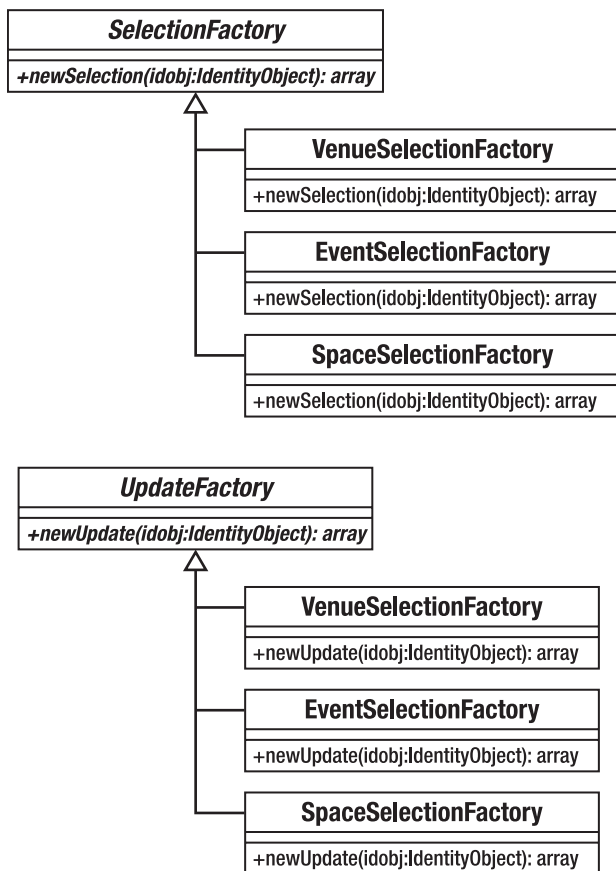 SelectionFactory
+newSelection(idobj:IdentityObject): array
VenueSelectionFactory
+newSelection(idobj:IdentityObject): array
EventSelectionFactory
+newSelection(idobj:IdentityObject): array
SpaceSelectionFactory
+newSelection(idobj:IdentityObject): array
UpdateFactory
+newUpdate(idobj:IdentityObject): array
VenueSelectionFactory
+newUpdate(idobj:IdentityObject): array
EventSelectionFactory
+newUpdate(idobj:IdentityObject): array
SpaceSelectionFactory
+newUpdate(idobj:IdentityObject): array